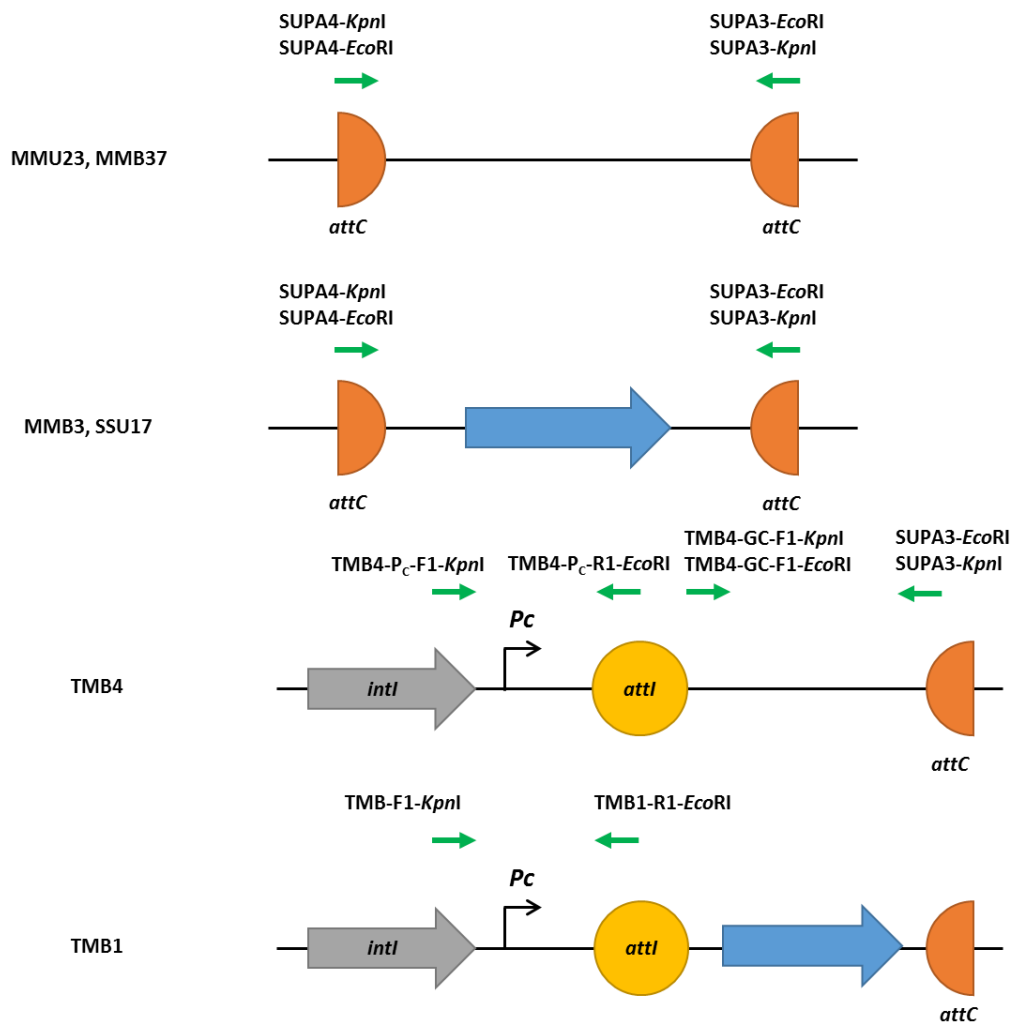 SUPA4-KpnI
SUPA4-EcoRI
SUPA3-EcoRI
SUPA3-KpnI
MMU23, MMB37
attC
attC
SUPA4-KpnI
SUPA4-EcoRI
SUPA3-EcoRI
SUPA3-KpnI
MMB3, SSU17
attC
attC
TMB4-PC-F1-KpnI
TMB4-PC-R1-EcoRI
TMB4-GC-F1-KpnI
TMB4-GC-F1-EcoRI
SUPA3-EcoRI
SUPA3-KpnI
Pc
TMB4
intI
attI
attC
TMB-F1-KpnI
TMB1-R1-EcoRI
Pc
TMB1
intI
attI
attC